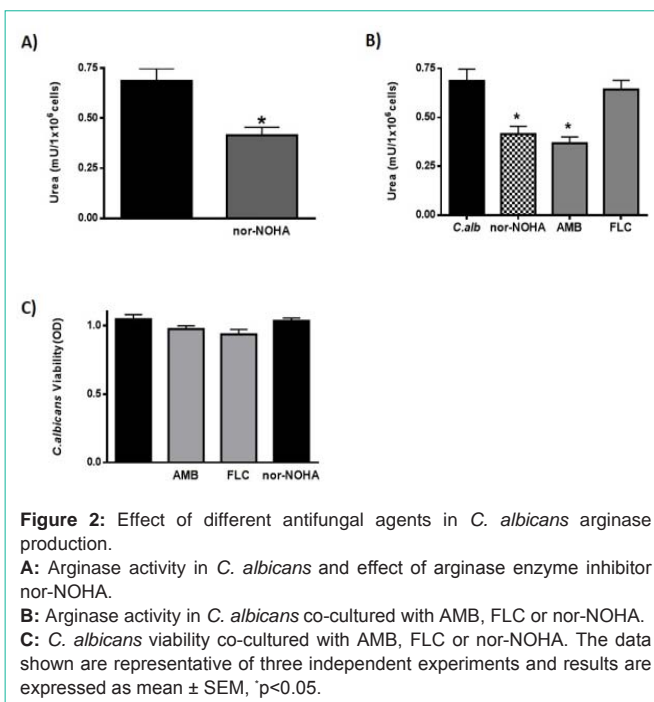 A)
0.75
0.50
0.25
0.00
Urea (mU/1x10⁶cells)
*
nor-NOHA
B)
0.75
0.50
0.25
0.00
Urea (mU/1x10⁶cells)
* *
C.alb nor-NOHA AMB FLC
C)
1.0
0.5
0.0
C.albicans Viability(OD)
AMB FLC nor-NOHA
Figure 2: Effect of different antifungal agents in C. albicans arginase
production.
A: Arginase activity in C. albicans and effect of arginase enzyme inhibitor
nor-NOHA.
B: Arginase activity in C. albicans co-cultured with AMB, FLC or nor-NOHA.
C: C. albicans viability co-cultured with AMB, FLC or nor-NOHA. The data
shown are representative of three independent experiments and results are
expressed as mean ± SEM, *p<0.05.